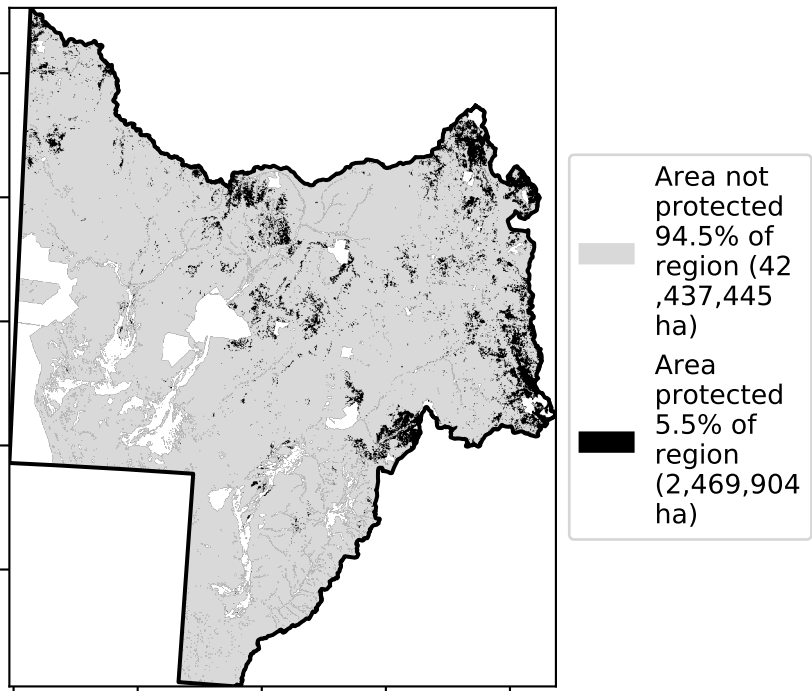 Area not
protected
94.5% of
region (42
,437,445
ha)
Area
protected
5.5% of
region
(2,469,904
ha)